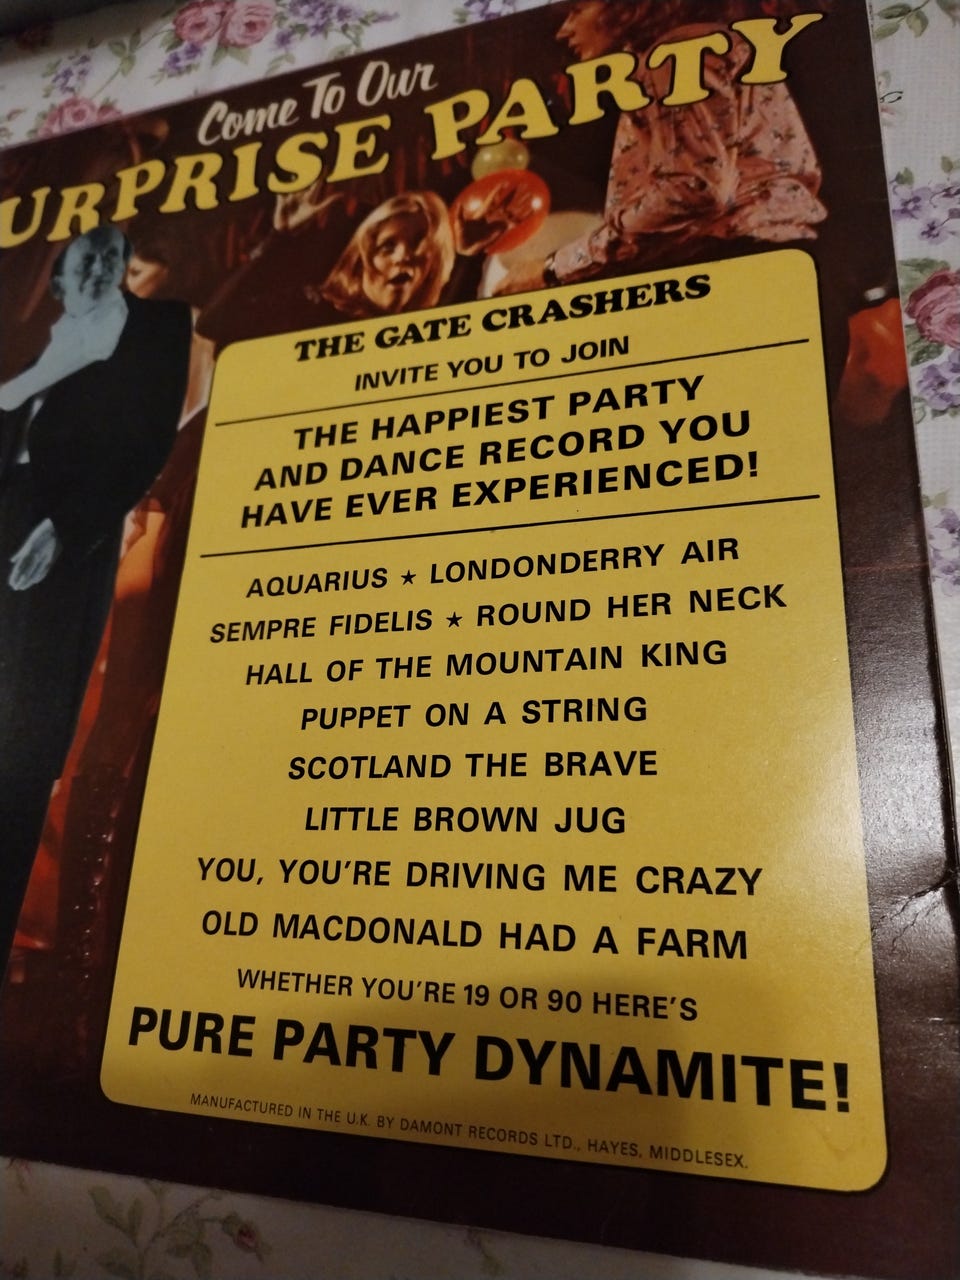 Come To Our
URPRISE PARTY
THE GATE CRASHERS
INVITE YOU TO JOIN
THE HAPPIEST PARTY
AND DANCE RECORD YOU
HAVE EVER EXPERIENCED!
AQUARIUS ★ LONDONDERRY AIR
SEMPRE FIDELIS ★ ROUND HER NECK
HALL OF THE MOUNTAIN KING
PUPPET ON A STRING
SCOTLAND THE BRAVE
LITTLE BROWN JUG
YOU, YOU'RE DRIVING ME CRAZY
OLD MACDONALD HAD A FARM
WHETHER YOU'RE 19 OR 90 HERE'S
PURE PARTY DYNAMITE!
MANUFACTURED IN THE U.K. BY DAMONT RECORDS LTD., HAYES, MIDDLESEX.